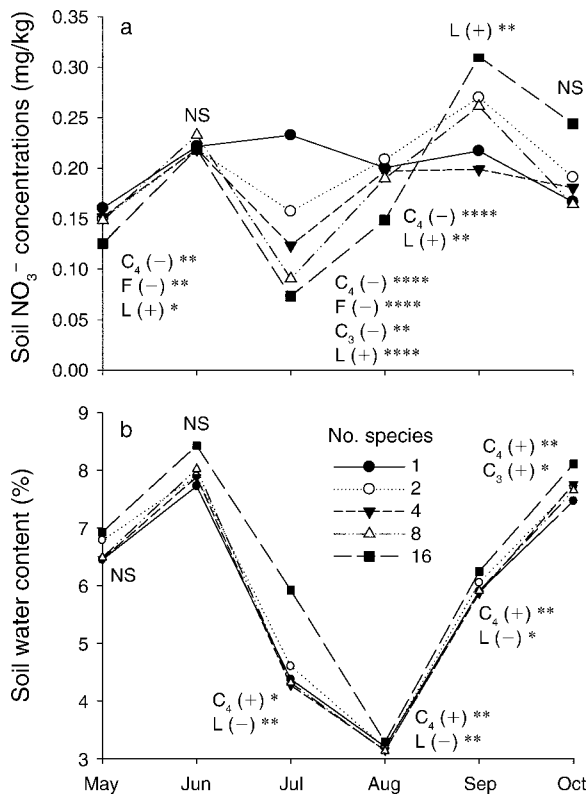 a
Soil NO₃⁻ concentrations (mg/kg)
0.35
0.30
0.25
0.20
0.15
0.10
0.05
0.00
NS
L (+) **
NS
C₄ (−) **
F (−) **
L (+) *
C₄ (−) ****
F (−) ****
C₃ (−) **
L (+) ****
C₄ (−) ****
L (+) **
b
Soil water content (%)
9
8
7
6
5
4
3
NS
NS
No. species
1
2
4
8
16
C₄ (+) **
C₃ (+) *
C₄ (+) *
L (−) **
C₄ (+) **
L (−) **
C₄ (+) **
L (−) *
May Jun Jul Aug Sep Oct